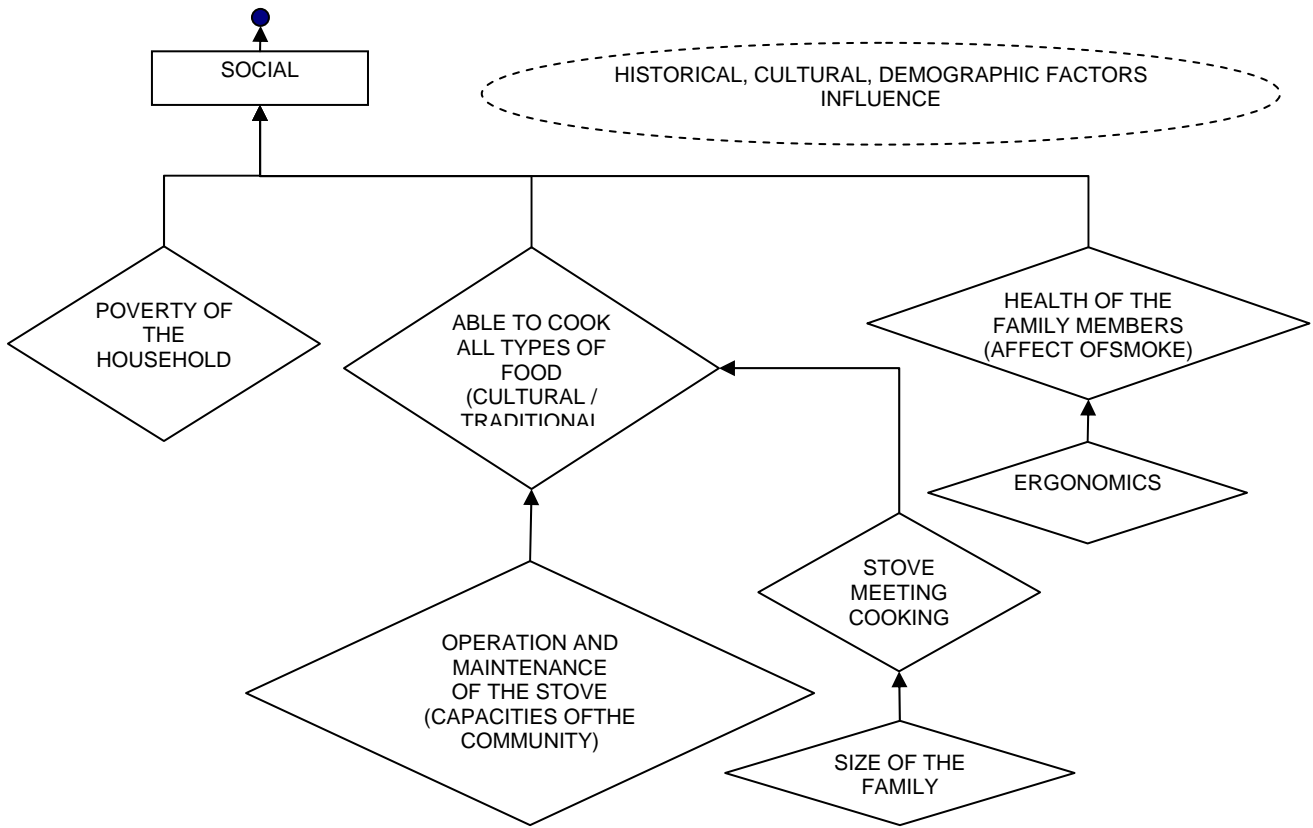 SOCIAL
HISTORICAL, CULTURAL, DEMOGRAPHIC FACTORS
INFLUENCE
POVERTY OF
THE
HOUSEHOLD
ABLE TO COOK
ALL TYPES OF
FOOD
(CULTURAL /
TRADITIONAL
HEALTH OF THE
FAMILY MEMBERS
(AFFECT OFSMOKE)
ERGONOMICS
STOVE
MEETING
COOKING
OPERATION AND
MAINTENANCE
OF THE STOVE
(CAPACITIES OFTHE
COMMUNITY)
SIZE OF THE
FAMILY